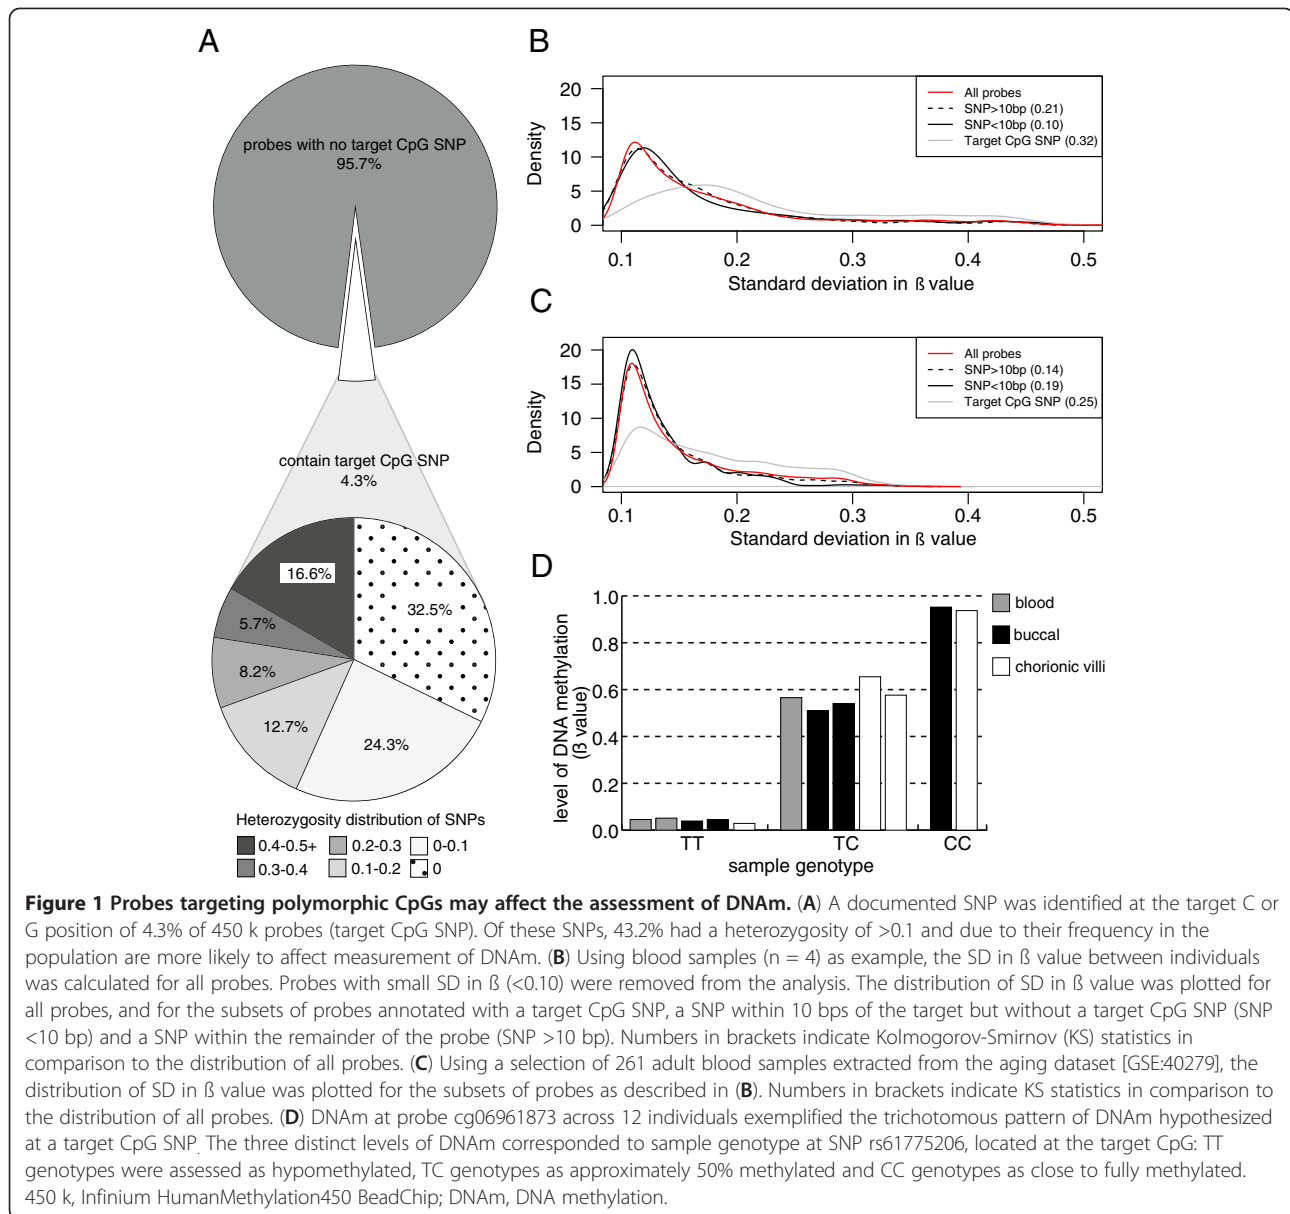 A
probes with no target CpG SNP
95.7%
contain target CpG SNP
4.3%
16.6%
32.5%
5.7%
8.2%
12.7%
24.3%
Heterozygosity distribution of SNPs
0.4-0.5+
0.2-0.3
0-0.1
0.3-0.4
0.1-0.2
0
B
20
15
10
5
0
Density
All probes
SNP>10bp (0.21)
SNP<10bp (0.10)
Target CpG SNP (0.32)
0.1 0.2 0.3 0.4 0.5
Standard deviation in ß value
C
20
15
10
5
0
Density
All probes
SNP>10bp (0.14)
SNP<10bp (0.19)
Target CpG SNP (0.25)
0.1 0.2 0.3 0.4 0.5
Standard deviation in ß value
D
1.0
0.8
0.6
0.4
0.2
0.0
level of DNA methylation
(ß value)
blood
buccal
chorionic villi
TT TC CC
sample genotype
Figure 1 Probes targeting polymorphic CpGs may affect the assessment of DNAm. (A) A documented SNP was identified at the target C or
G position of 4.3% of 450 k probes (target CpG SNP). Of these SNPs, 43.2% had a heterozygosity of >0.1 and due to their frequency in the
population are more likely to affect measurement of DNAm. (B) Using blood samples (n = 4) as example, the SD in ß value between individuals
was calculated for all probes. Probes with small SD in ß (<0.10) were removed from the analysis. The distribution of SD in ß value was plotted for
all probes, and for the subsets of probes annotated with a target CpG SNP, a SNP within 10 bps of the target but without a target CpG SNP (SNP
<10 bp) and a SNP within the remainder of the probe (SNP >10 bp). Numbers in brackets indicate Kolmogorov-Smirnov (KS) statistics in
comparison to the distribution of all probes. (C) Using a selection of 261 adult blood samples extracted from the aging dataset [GSE:40279], the
distribution of SD in ß value was plotted for the subsets of probes as described in (B). Numbers in brackets indicate KS statistics in comparison to
the distribution of all probes. (D) DNAm at probe cg06961873 across 12 individuals exemplified the trichotomous pattern of DNAm hypothesized
at a target CpG SNP. The three distinct levels of DNAm corresponded to sample genotype at SNP rs61775206, located at the target CpG: TT
genotypes were assessed as hypomethylated, TC genotypes as approximately 50% methylated and CC genotypes as close to fully methylated.
450 k, Infinium HumanMethylation450 BeadChip; DNAm, DNA methylation.